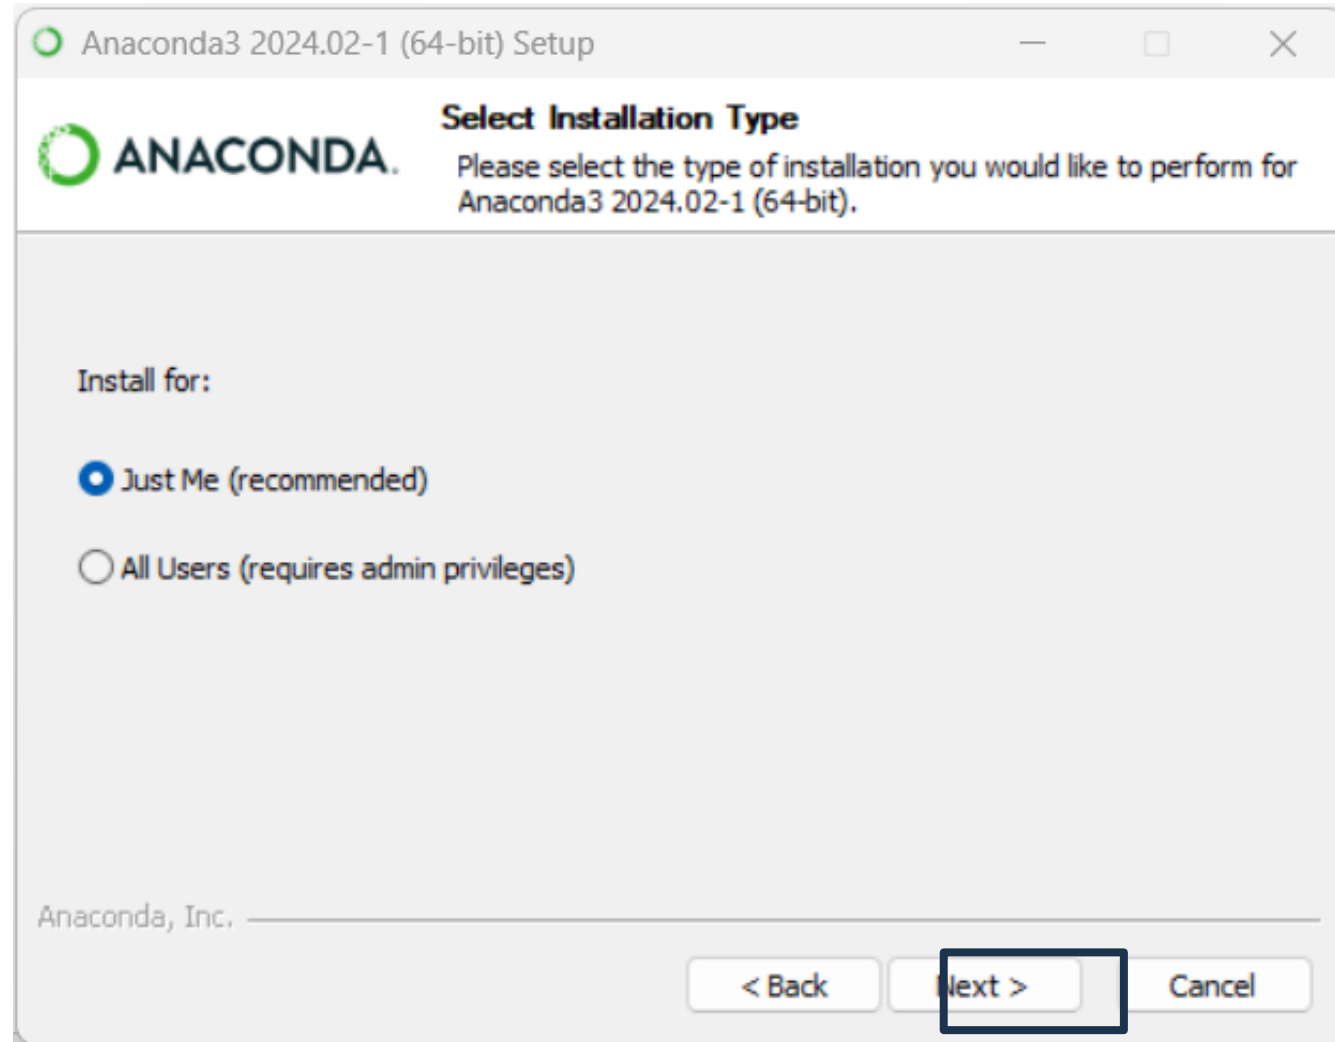 Anaconda3 2024.02-1 (64-bit) Setup
ANACONDA.
Select Installation Type
Please select the type of installation you would like to perform for
Anaconda3 2024.02-1 (64-bit).
Install for:
Just Me (recommended)
All Users (requires admin privileges)
Anaconda, Inc.
< Back
Next >
Cancel